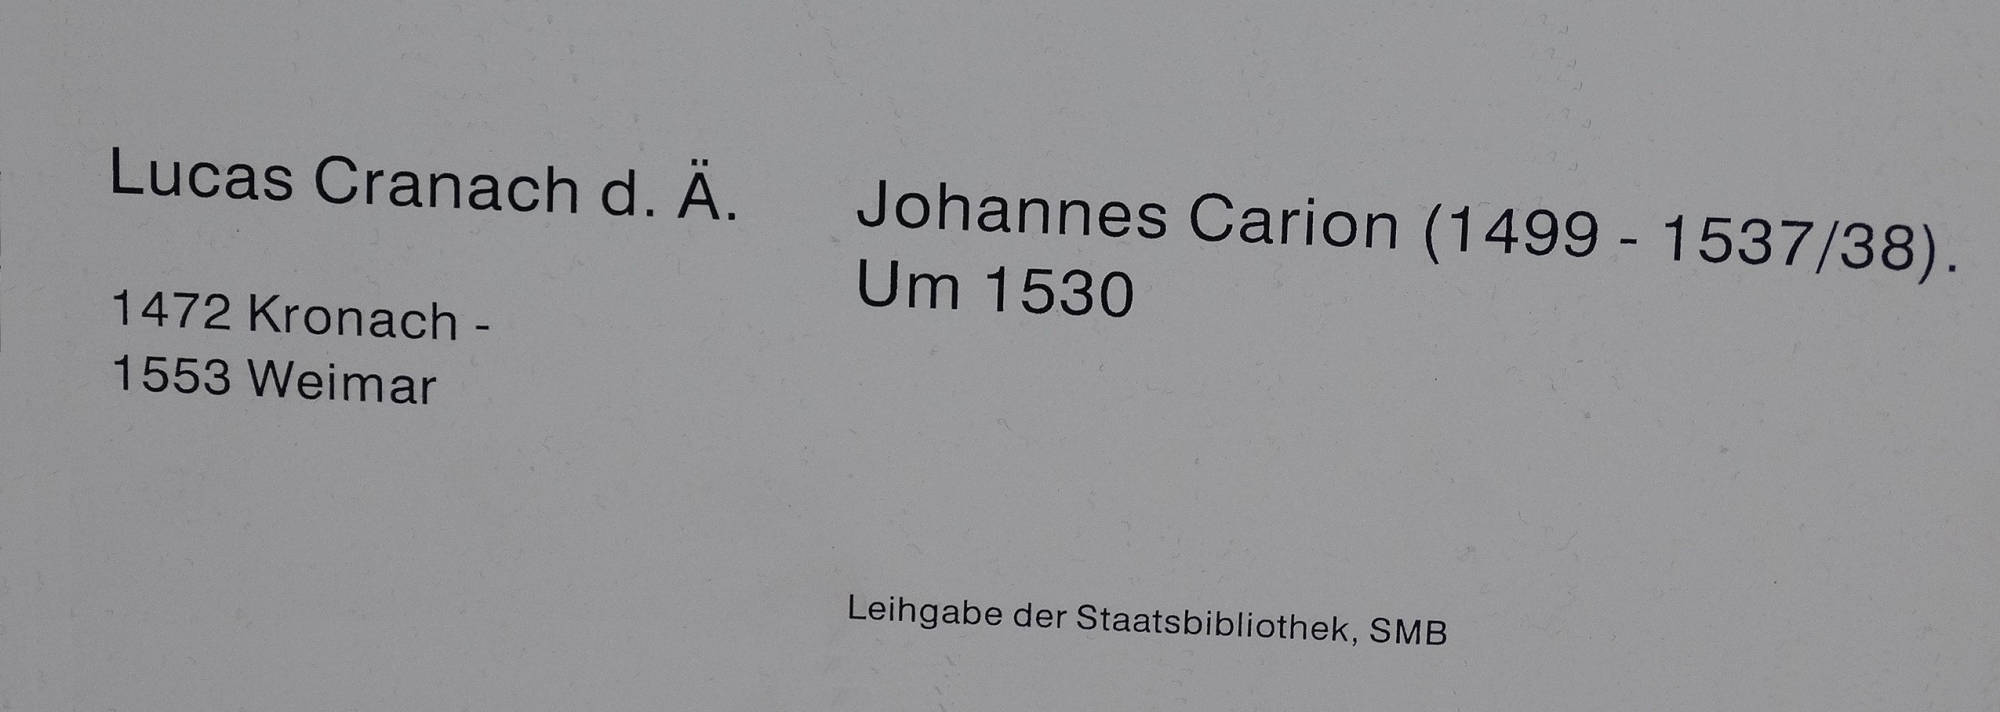 Lucas Cranach d. Ä.
1472 Kronach -
1553 Weimar
Johannes Carion (1499 - 1537/38).
Um 1530
Leihgabe der Staatsbibliothek, SMB